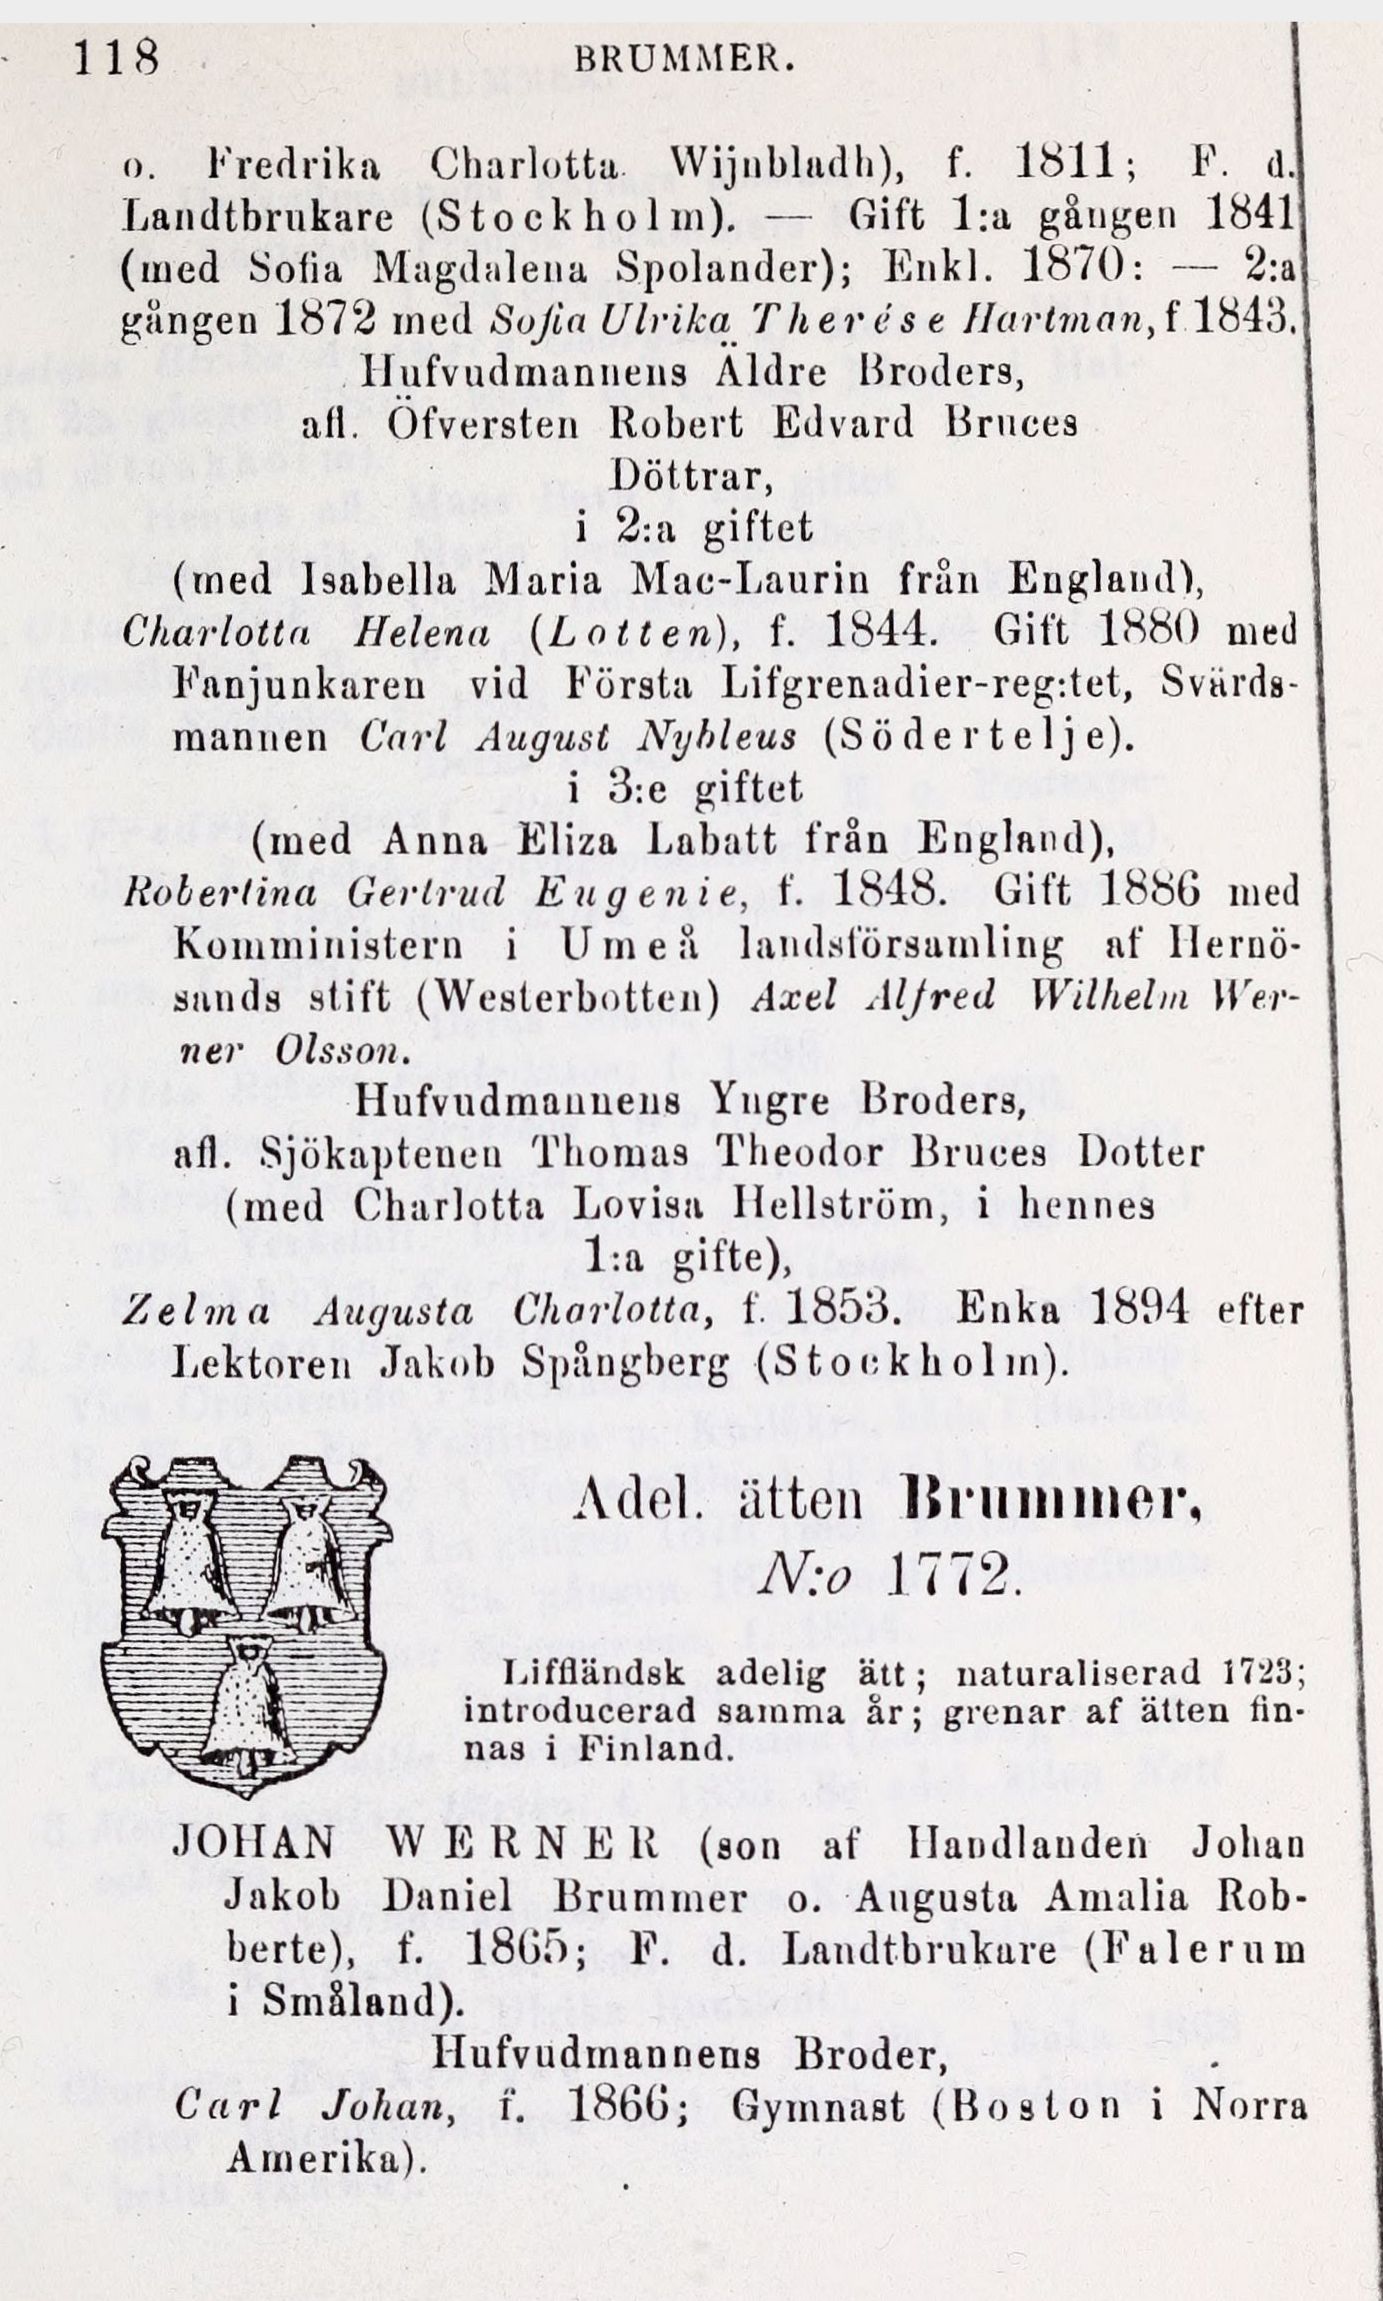 118
BRUMMER.
o. Fredrika Charlotta Wijnbladh), f. 1811; F. d.
Landtbrukare (Stockholm). — Gift 1:a gången 1841
(med Sofia Magdalena Spolander); Enkl. 1870: — 2:a
gången 1872 med Sofia Ulrika Therése Hartman, f 1843.
Hufvudmannens Äldre Broders,
afl. Öfversten Robert Edvard Bruces
Döttrar,
i 2:a giftet
(med Isabella Maria Mac-Laurin från England),
Charlotta Helena (Lotten), f. 1844. Gift 1880 med
Fanjunkaren vid Första Lifgrenadier-reg:tet, Svärds-
mannen Carl August Nybleus (Södertelje).
i 3:e giftet
(med Anna Eliza Labatt från England),
Robertina Gertrud Eugenie, f. 1848. Gift 1886 med
Komministern i Umeå landsförsamling af Hernö-
sands stift (Westerbotten) Axel Alfred Wilhelm Wer-
ner Olsson.
Hufvudmannens Yngre Broders,
afl. Sjökaptenen Thomas Theodor Bruces Dotter
(med Charlotta Lovisa Hellström, i hennes
1:a gifte),
Zelma Augusta Charlotta, f. 1853. Enka 1894 efter
Lektoren Jakob Spångberg (Stockholm).
Adel. ätten Brummer,
N:o 1772.
Liffländsk adelig ätt; naturaliserad 1723;
introducerad samma år; grenar af ätten fin-
nas i Finland.
JOHAN WERNER (son af Handlanden Johan
Jakob Daniel Brummer o. Augusta Amalia Rob-
berte), f. 1865; F. d. Landtbrukare (Falerum
i Småland).
Hufvudmannens Broder,
Carl Johan, f. 1866; Gymnast (Boston i Norra
Amerika).